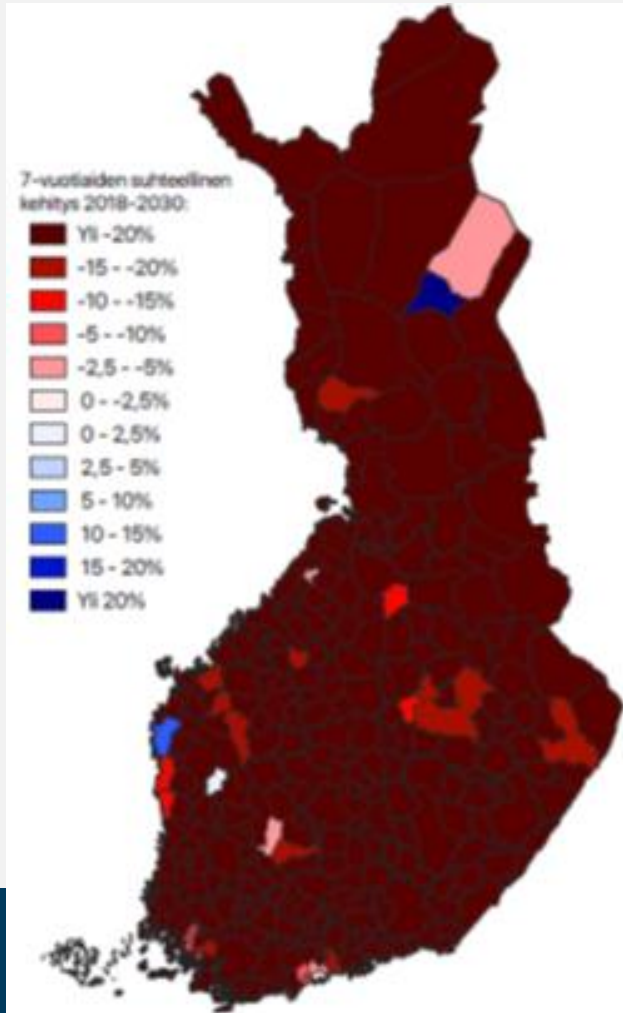 7-vuotiaiden suhteellinen
kehitys 2018-2030:
Yli -20%
-15 - -20%
-10 - -15%
-5 - -10%
-2,5 - -5%
0 - -2,5%
0 - 2,5%
2,5 - 5%
5 - 10%
10 - 15%
15 - 20%
Yli 20%